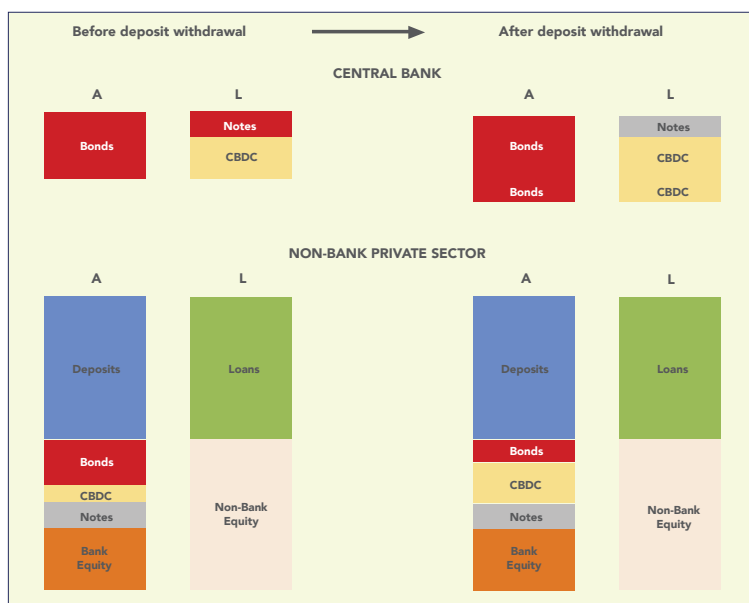 Before deposit withdrawal
After deposit withdrawal
CENTRAL BANK
A
L
A
L
Bonds
Notes
CBDC
Bonds
Bonds
Notes
CBDC
CBDC
NON-BANK PRIVATE SECTOR
A
L
A
L
Deposits
Loans
Deposits
Loans
Bonds
CBDC
Notes
Bank
Equity
Non-Bank
Equity
Bonds
CBDC
Notes
Bank
Equity
Non-Bank
Equity